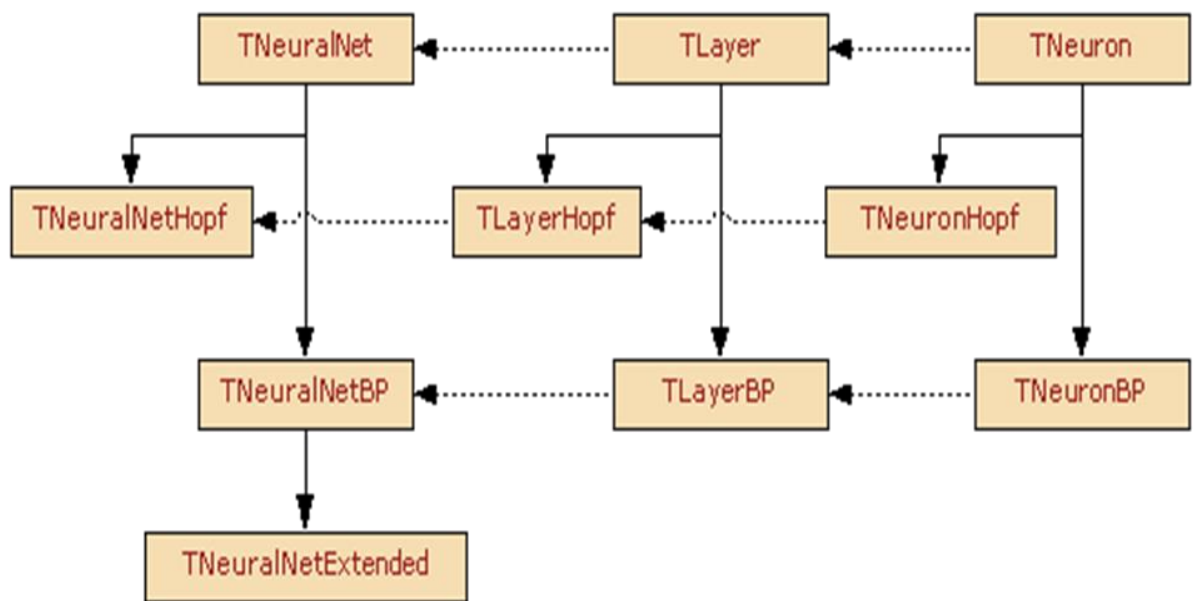 TNeuralNet
TLayer
TNeuron
TNeuralNetHopf
TLayerHopf
TNeuronHopf
TNeuralNetBP
TLayerBP
TNeuronBP
TNeuralNetExtended